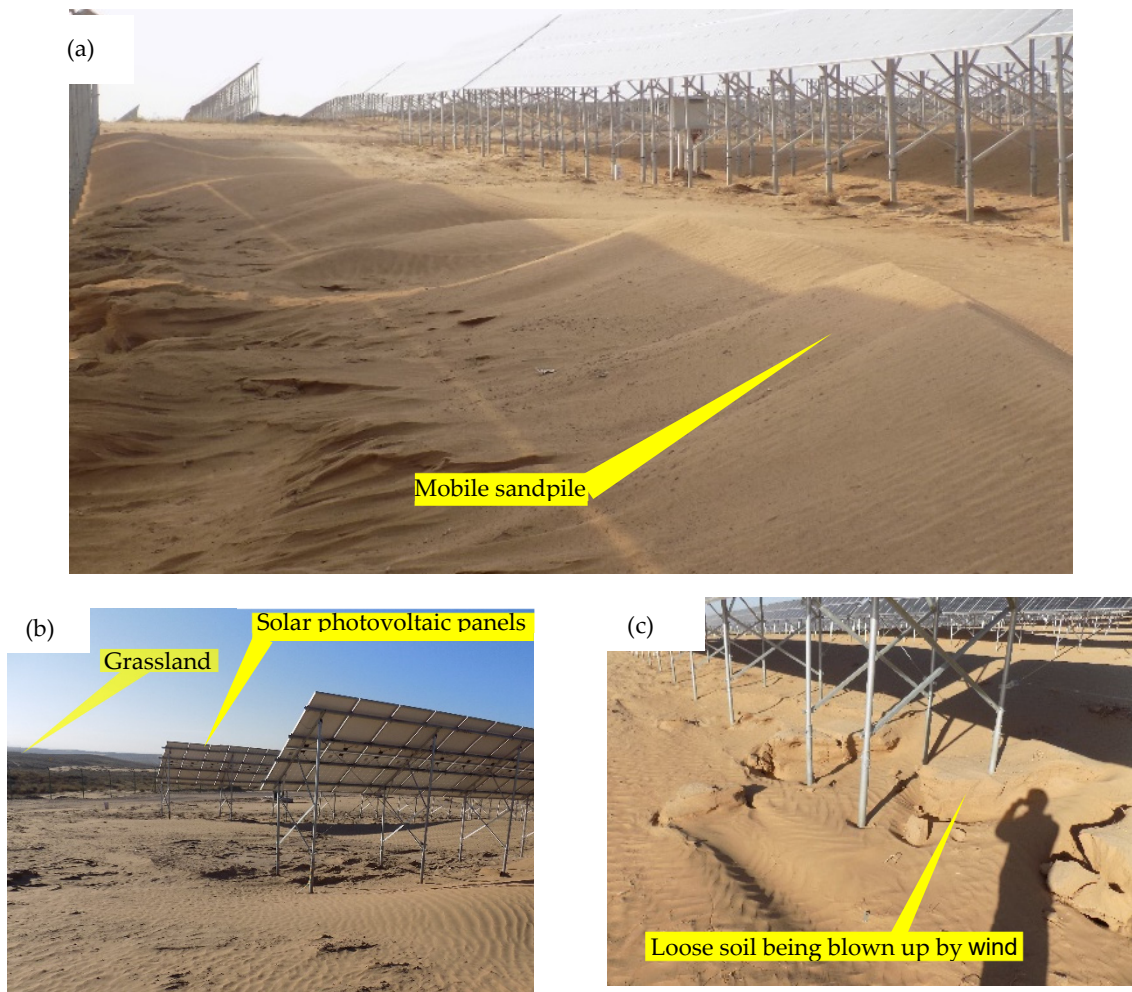 (a)
Mobile sandpile
(b)
Solar photovoltaic panels
Grassland
(c)
Loose soil being blown up by wind